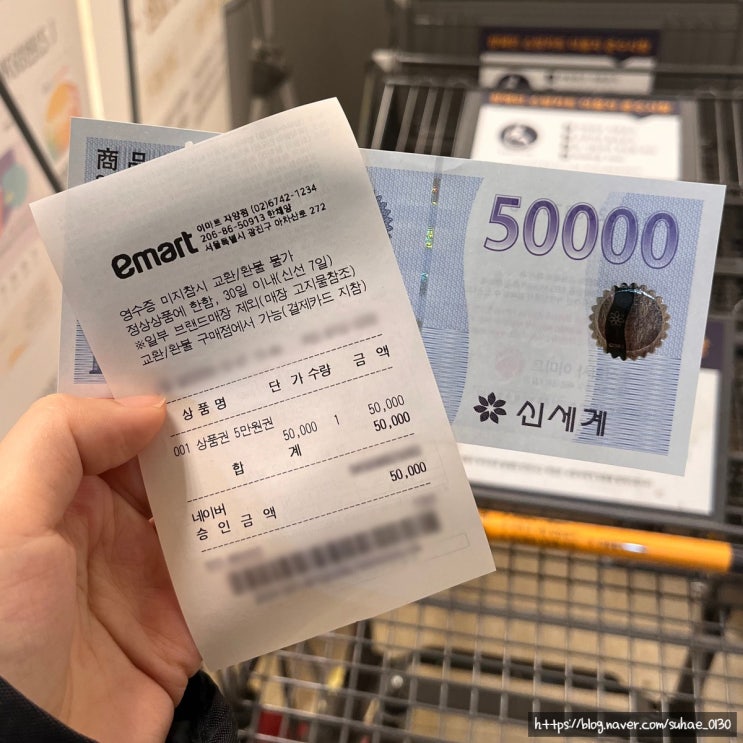 商品
50000
신세계
emart
이마트 자양점 (02)6742-1234
206-86-50913 한채양
서울특별시 광진구 아차산로 272
영수증 미지참시 교환/환불 불가
정상상품에 한함, 30일 이내(신선 7일)
※일부 브랜드매장 제외(매장 고지물참조)
교환/환불 구매점에서 가능(결제카드 지참)
상 품 명 단 가 수량 금 액
001 상품권 5만원권 50,000 1 50,000
합 계 50,000
네이버 50,000
승 인 금 액
https://blog.naver.com/suhae_0130